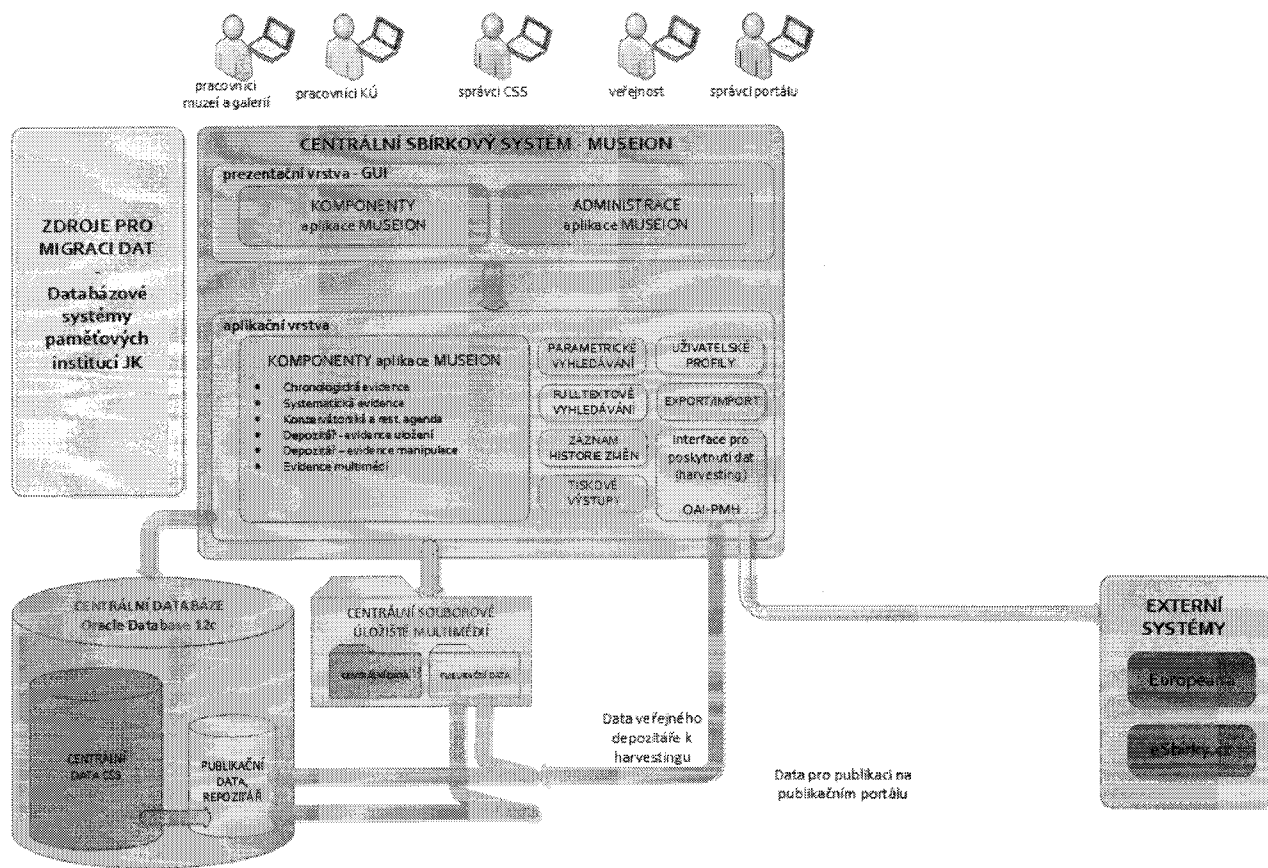 pracovníci
muzeí a galerií
pracovníci KÚ
správci CSS
veřejnost
správci portálu
ZDROJE PRO
MIGRACI DAT
-
Databázové
systémy
paměťových
institucí JK
CENTRÁLNÍ SBÍRKOVÝ SYSTÉM - MUSEION
prezentační vrstva - GUI
KOMPONENTY
aplikace MUSEION
ADMINISTRACE
aplikace MUSEION
aplikační vrstva
KOMPONENTY aplikace MUSEION
• Chronologická evidence
• Systematická evidence
• Konzervátorská a rest. agenda
• Depozitář - evidence uložení
• Depozitář – evidence manipulace
• Evidence multimédií
PARAMETRICKÉ
VYHLEDÁVÁNÍ
FULLTEXTOVÉ
VYHLEDÁVÁNÍ
ZÁZNAM
HISTORIE ZMĚN
TISKOVÉ
VÝSTUPY
UŽIVATELSKÉ
PROFILY
EXPORT/IMPORT
Interface pro
poskytnutí dat
(harvesting)
OAI-PMH
CENTRÁLNÍ DATABÁZE
Oracle Database 12c
CENTRÁLNÍ
DATA CSS
PUBLIKAČNÍ
DATA,
REPOZITÁŘ
CENTRÁLNÍ SOUBOROVÉ
ÚLOŽIŠTĚ MULTIMÉDIÍ
CENTRÁLNÍ DATA
PUBLIKAČNÍ DATA
Data veřejného
depozitáře k
harvestingu
Data pro publikaci na
publikačním portálu
EXTERNÍ
SYSTÉMY
Europeana
eSbírky.cz